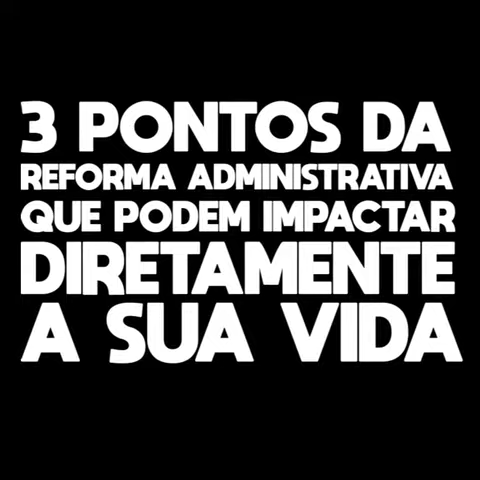 3 PONTOS DA
REFORMA ADMINISTRATIVA
QUE PODEM IMPACTAR
DIRETAMENTE
A SUA VIDA